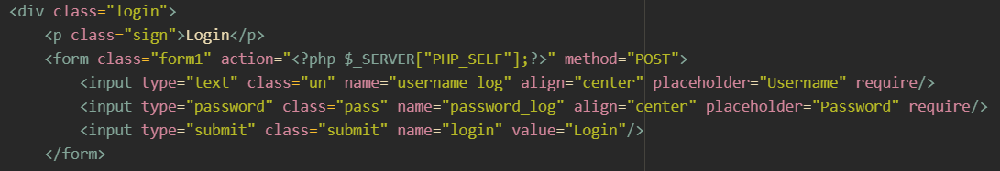 <div class="login">
<p class="sign">Login</p>
<form class="form1" action="<?php $_SERVER["PHP_SELF"];?>" method="POST">
<input type="text" class="un" name="username_log" align="center" placeholder="Username" require/>
<input type="password" class="pass" name="password_log" align="center" placeholder="Password" require/>
<input type="submit" class="submit" name="login" value="Login"/>
</form>